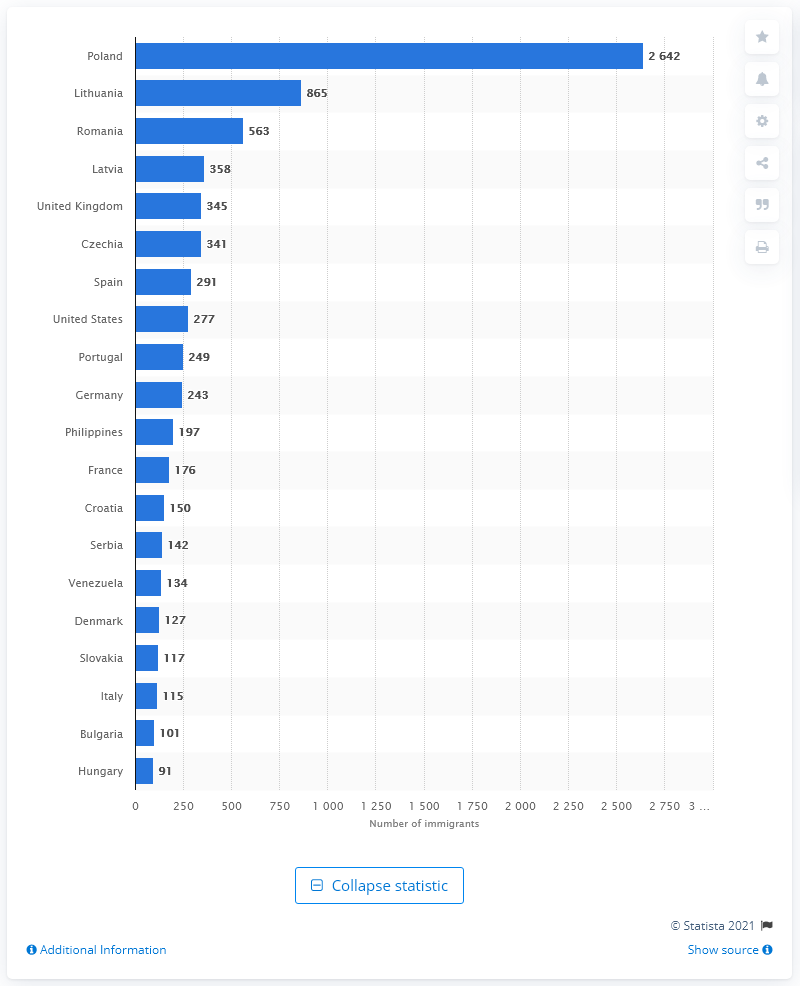 Poland 2 642
Lithuania 865
Romania 563
Latvia 358
United Kingdom 345
Czechia 341
Spain 291
United States 277
Portugal 249
Germany 243
Philippines 197
France 176
Croatia 150
Serbia 142
Venezuela 134
Denmark 127
Slovakia 117
Italy 115
Bulgaria 101
Hungary 91
0 250 500 750 1 000 1 250 1 500 1 750 2 000 2 250 2 500 2 750 3 ...
Number of immigrants
Collapse statistic
© Statista 2021
Additional Information Show source